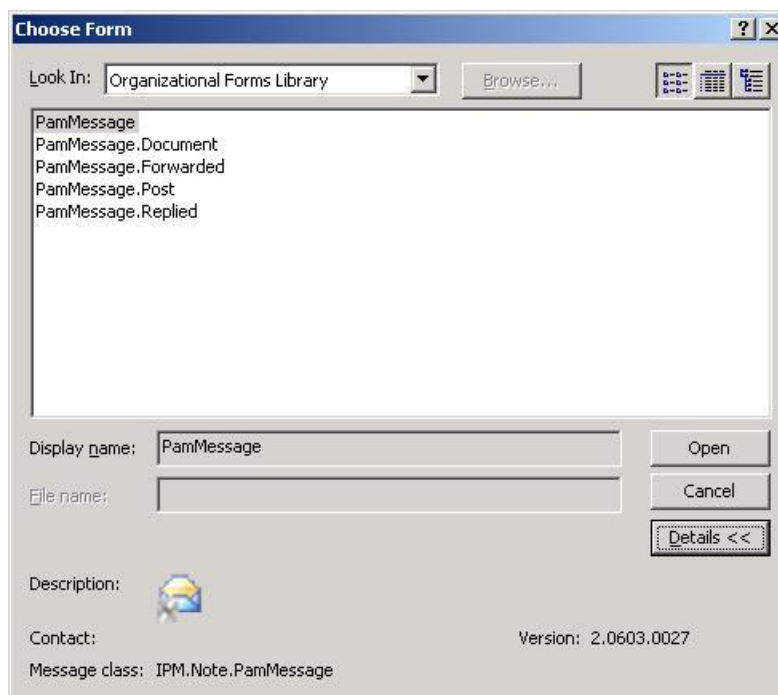 Choose Form
Look In: Organizational Forms Library Browse...
PamMessage
PamMessage.Document
PamMessage.Forwarded
PamMessage.Post
PamMessage.Replied
Display name: PamMessage Open
File name: Cancel
Details <<
Description:
Contact: Version: 2.0603.0027
Message class: IPM.Note.PamMessage